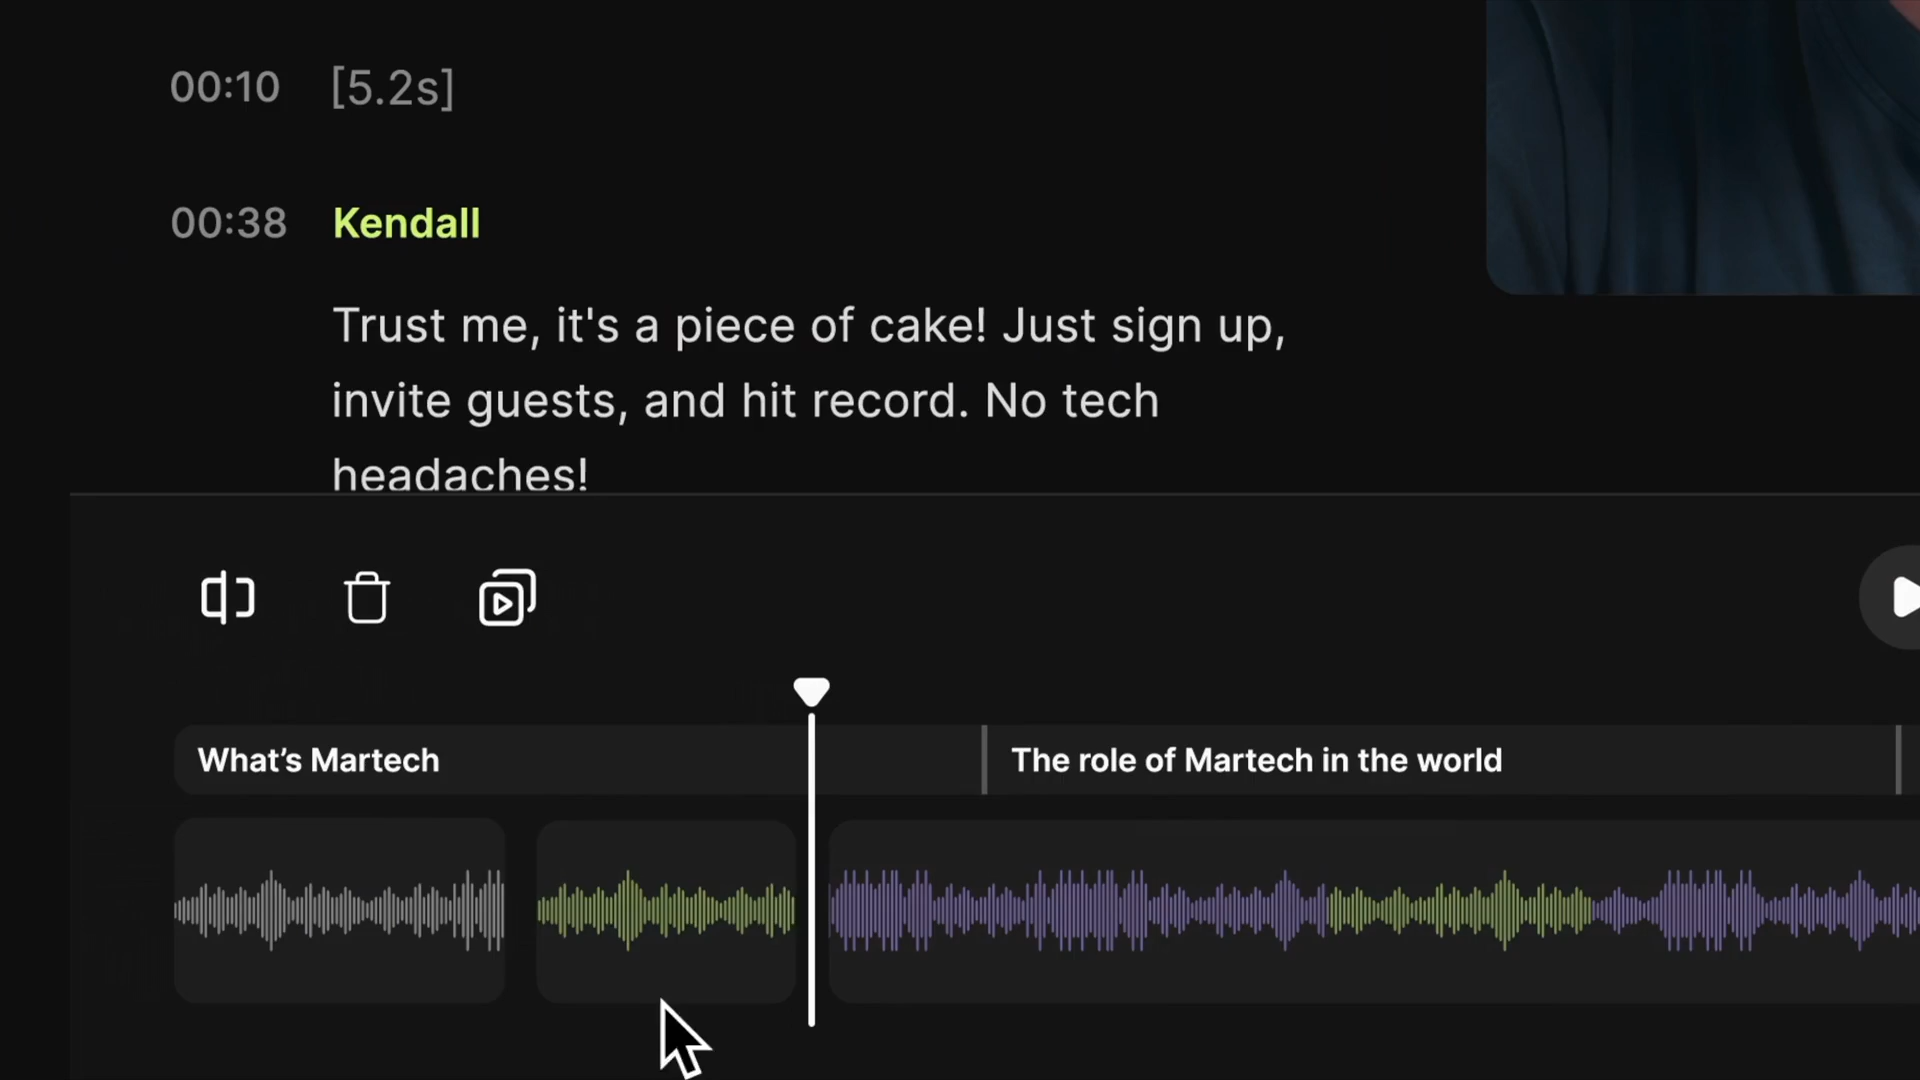 00:10 [5.2s]
00:38 Kendall
Trust me, it's a piece of cake! Just sign up,
invite guests, and hit record. No tech
headaches!
What’s Martech
The role of Martech in the world